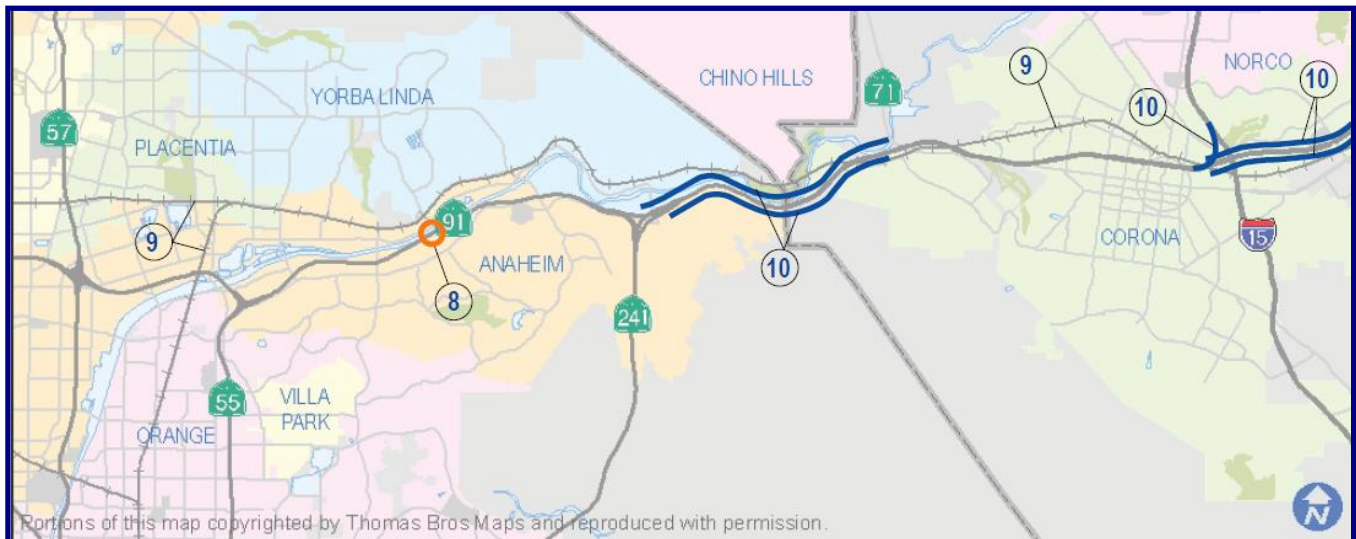 CHINO HILLS
71
9
NORCO
10
10
YORBA LINDA
57
PLACENTIA
9
91
8
ANAHEIM
10
CORONA
15
241
VILLA
PARK
55
ORANGE
N
Portions of this map copyrighted by Thomas Bros Maps and reproduced with permission.